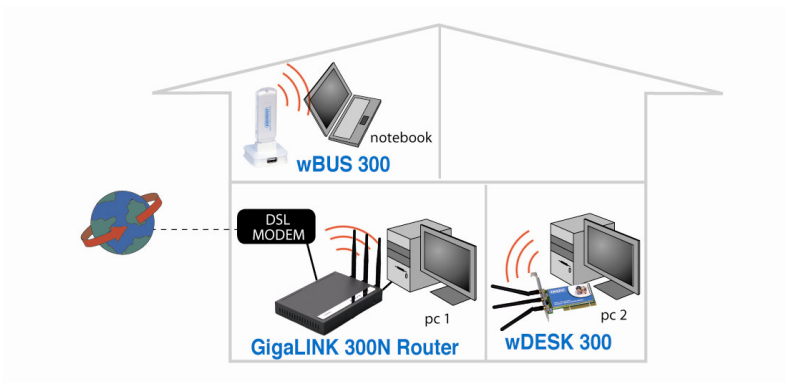 notebook
wBUS 300
DSL
MODEM
pc 1
GigaLINK 300N Router
pc 2
wDESK 300